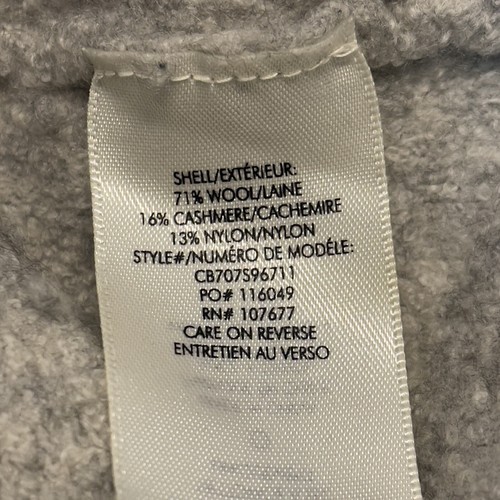 SHELL/EXTÉRIEUR:
71% WOOL/LAINE
16% CASHMERE/CACHEMIRE
13% NYLON/NYLON
STYLE#/NUMÉRO DE MODÉLE:
CB707S96711
PO# 116049
RN# 107677
CARE ON REVERSE
ENTRETIEN AU VERSO